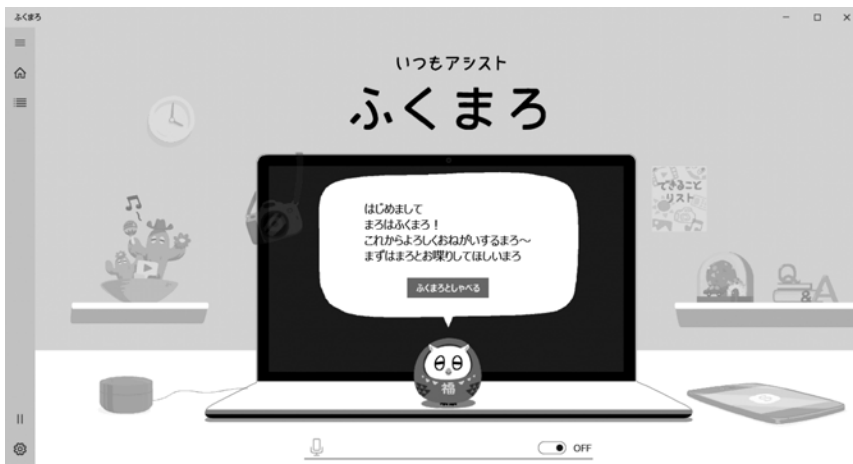 ふくまろ
いつもアシスト
ふくまろ
できること
リスト
はじめまして
まろはふくまろ！
これからよろしくおねがいするまろ～
まずはまろとお喋りしてほしいまろ
ふくまろとしゃべる
Q
A
福
OFF